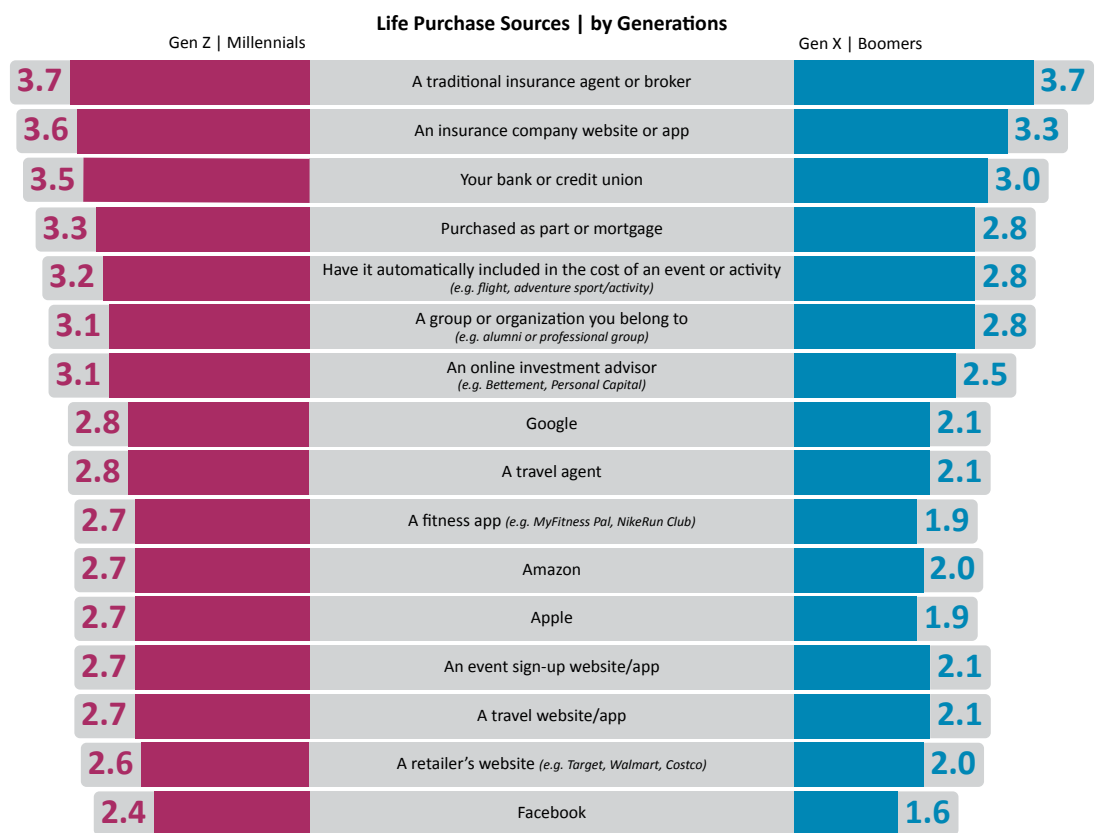 Life Purchase Sources | by Generations
Gen Z | Millennials
Gen X | Boomers
3.7
A traditional insurance agent or broker
3.7
3.6
An insurance company website or app
3.3
3.5
Your bank or credit union
3.0
3.3
Purchased as part or mortgage
2.8
3.2
Have it automatically included in the cost of an event or activity
(e.g. flight, adventure sport/activity)
2.8
3.1
A group or organization you belong to
(e.g. alumni or professional group)
2.8
3.1
An online investment advisor
(e.g. Bettement, Personal Capital)
2.5
2.8
Google
2.1
2.8
A travel agent
2.1
2.7
A fitness app (e.g. MyFitness Pal, NikeRun Club)
1.9
2.7
Amazon
2.0
2.7
Apple
1.9
2.7
An event sign-up website/app
2.1
2.7
A travel website/app
2.1
2.6
A retailer's website (e.g. Target, Walmart, Costco)
2.0
2.4
Facebook
1.6